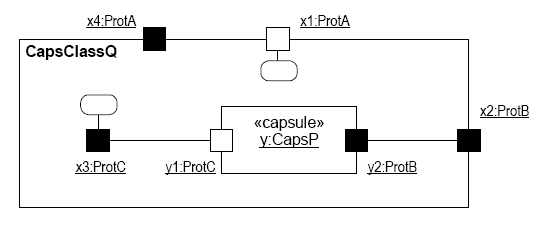 x4:ProtA
x1:ProtA
CapsClassQ
x2:ProtB
«capsule»
y:CapsP
x3:ProtC
y1:ProtC
y2:ProtB